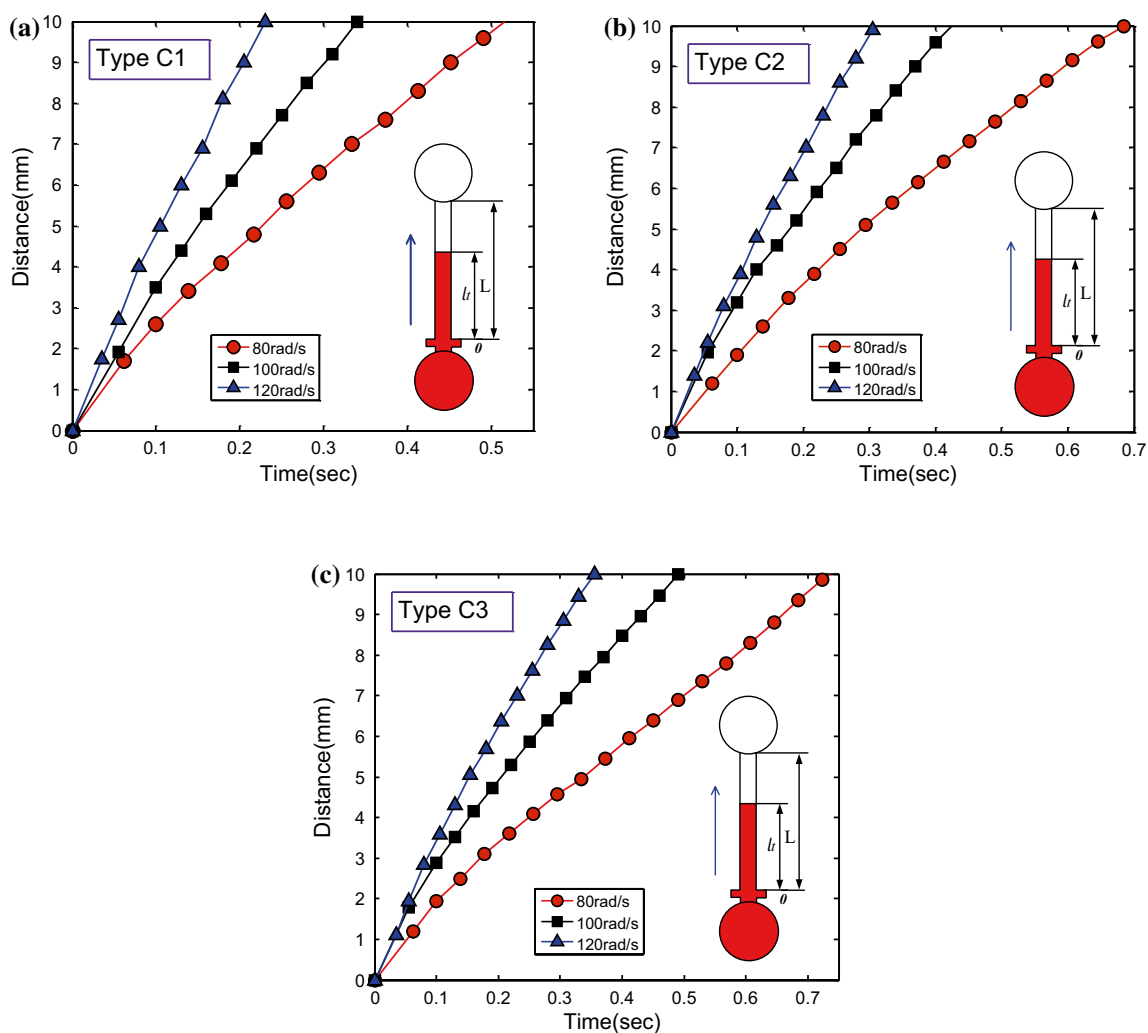 (a)
Type C1
Distance(mm)
10
9
8
7
6
5
4
3
2
1
0
0
0.1
0.2
0.3
0.4
0.5
Time(sec)
80rad/s
100rad/s
120rad/s
lt
L
0
(b)
Type C2
Distance(mm)
10
9
8
7
6
5
4
3
2
1
0
0
0.1
0.2
0.3
0.4
0.5
0.6
0.7
Time(sec)
80rad/s
100rad/s
120rad/s
lt
L
0
(c)
Type C3
Distance(mm)
10
9
8
7
6
5
4
3
2
1
0
0
0.1
0.2
0.3
0.4
0.5
0.6
0.7
Time(sec)
80rad/s
100rad/s
120rad/s
lt
L
0